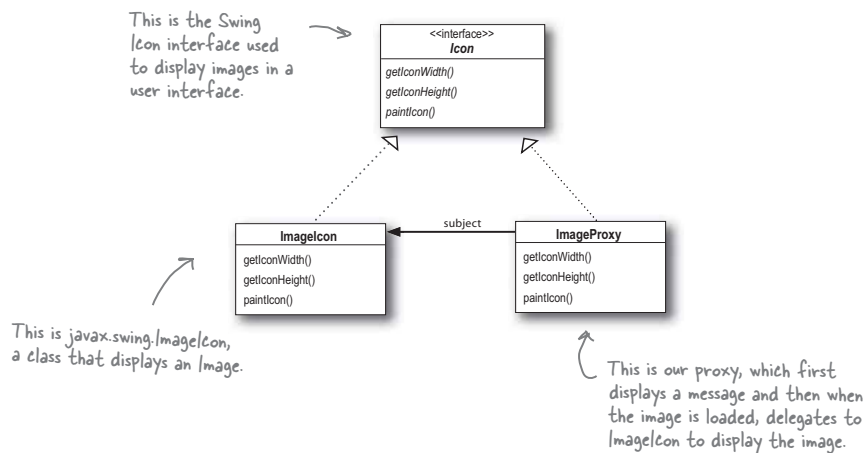 This is the Swing
Icon interface used
to display images in a
user interface.
<<interface>>
Icon
getIconWidth()
getIconHeight()
paintIcon()
subject
ImageIcon
getIconWidth()
getIconHeight()
paintIcon()
ImageProxy
getIconWidth()
getIconHeight()
paintIcon()
This is javax.swing.ImageIcon,
a class that displays an Image.
This is our proxy, which first
displays a message and then when
the image is loaded, delegates to
ImageIcon to display the image.